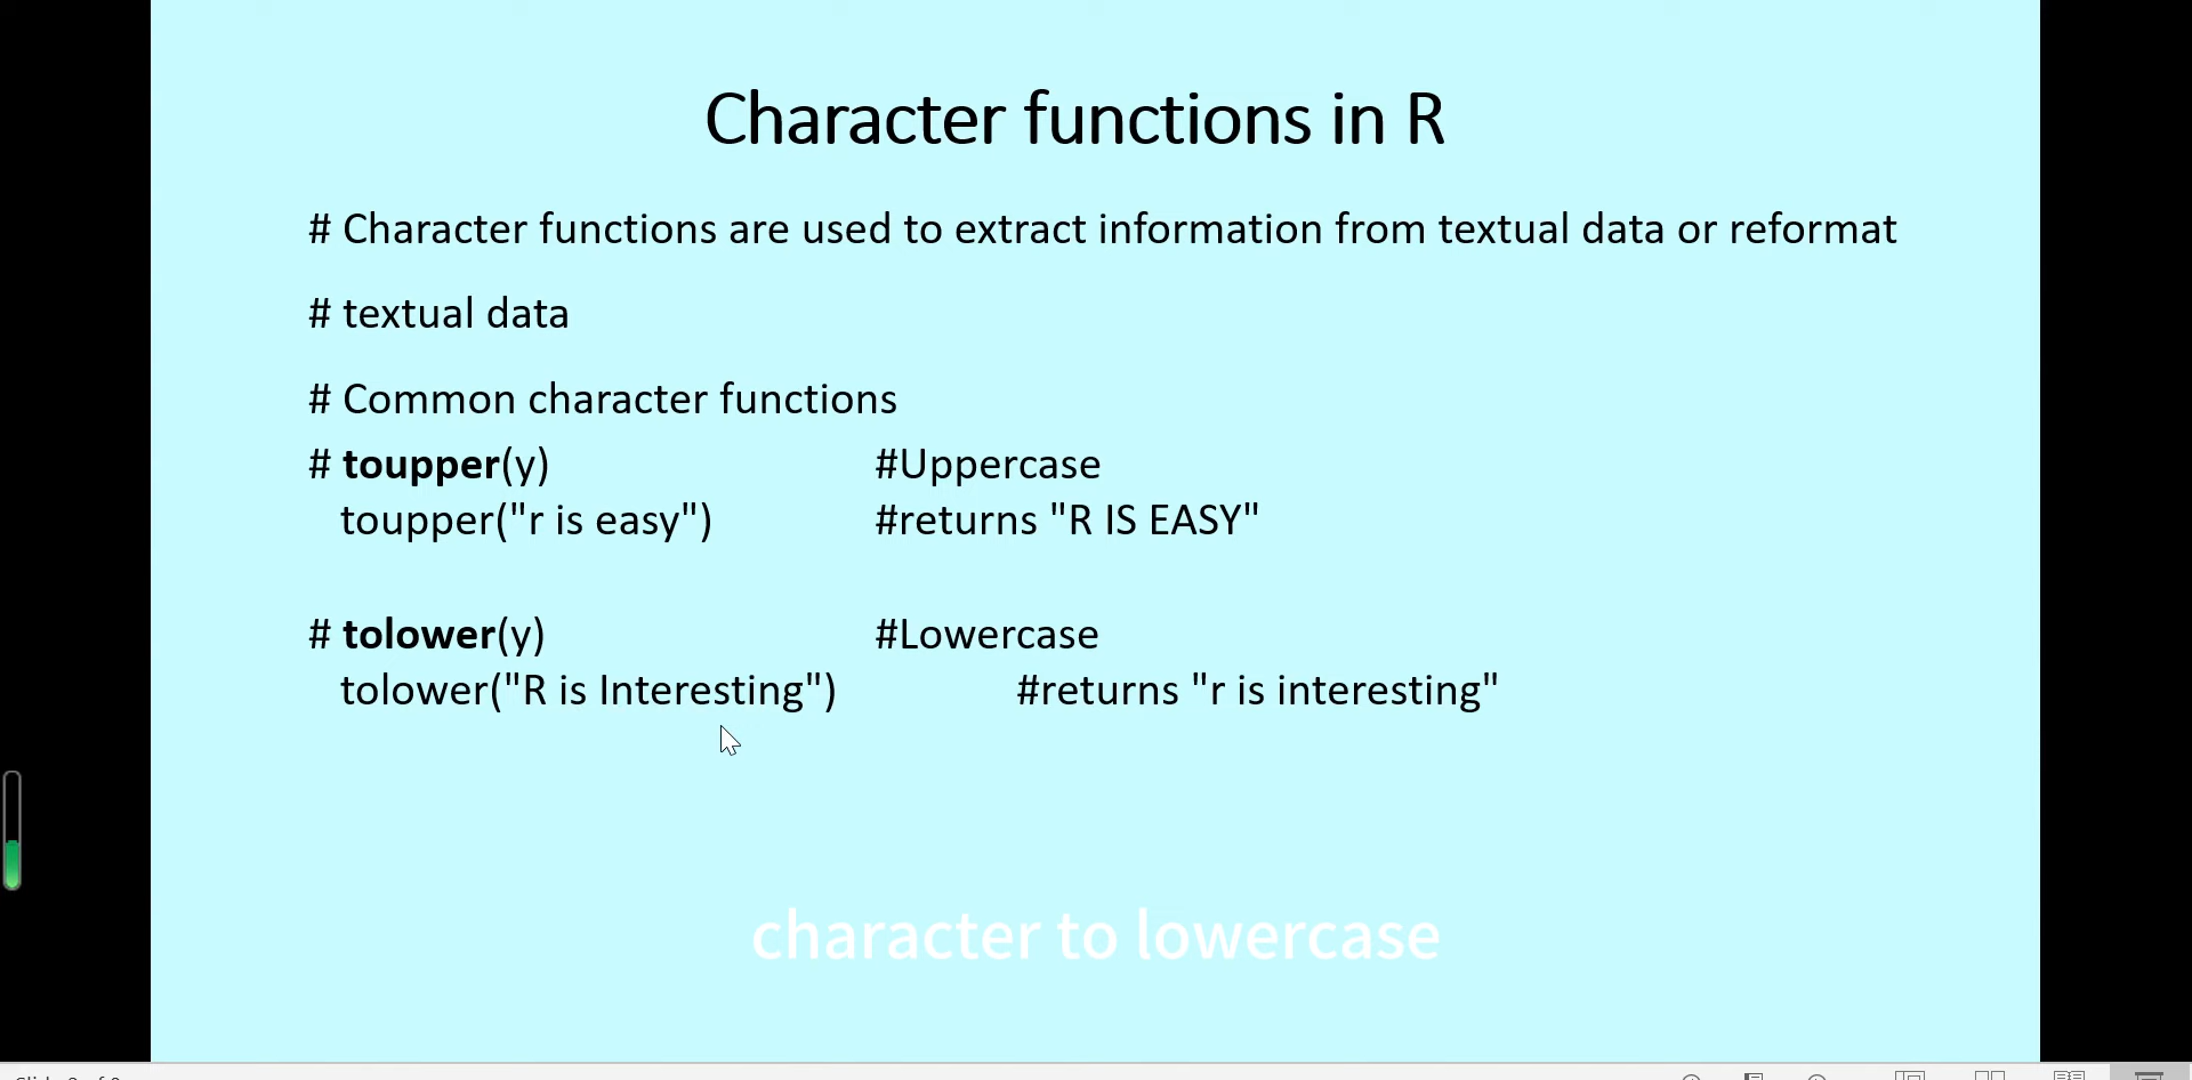 Character functions in R
# Character functions are used to extract information from textual data or reformat
# textual data
# Common character functions
# toupper(y) #Uppercase
toupper("r is easy") #returns "R IS EASY"
# tolower(y) #Lowercase
tolower("R is Interesting") #returns "r is interesting"
character to lowercase